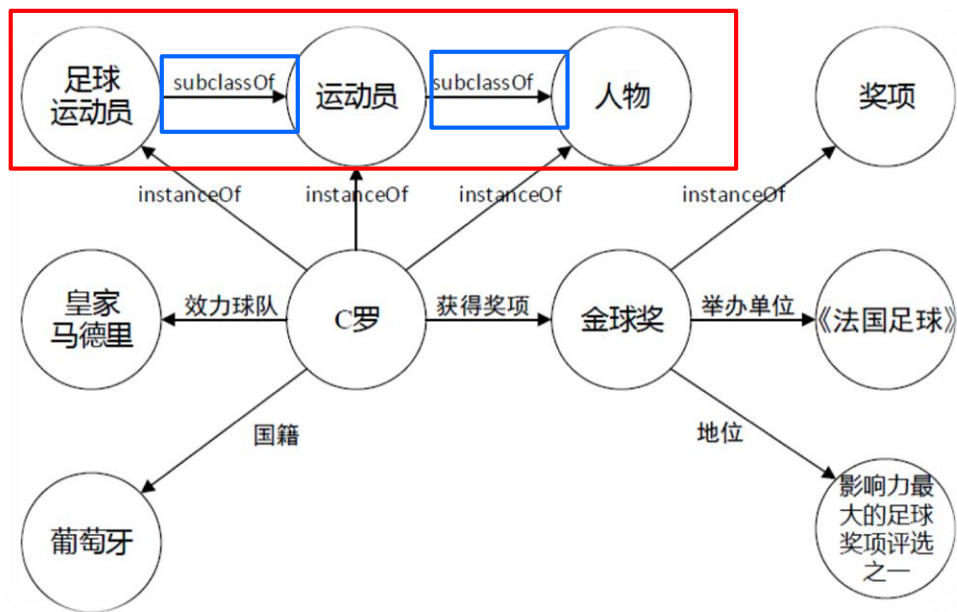 足球
运动员
subclassOf
运动员
subclassOf
人物
奖项
instanceOf
instanceOf
instanceOf
instanceOf
皇家
马德里
效力球队
C罗
获得奖项
金球奖
举办单位
《法国足球》
国籍
地位
葡萄牙
影响力最
大的足球
奖项评选
之一